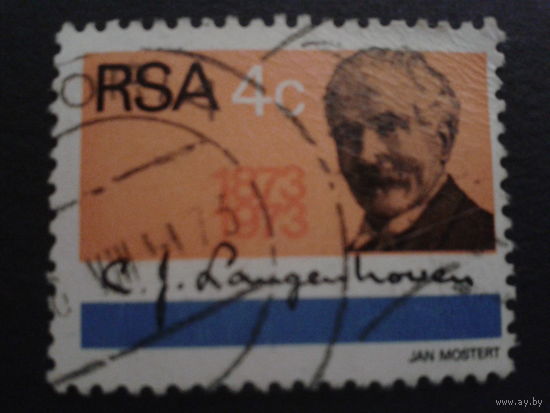 RSA 4c
1873
1973
C. J. Langenhoven
JAN MOSTERT
www.ay.by